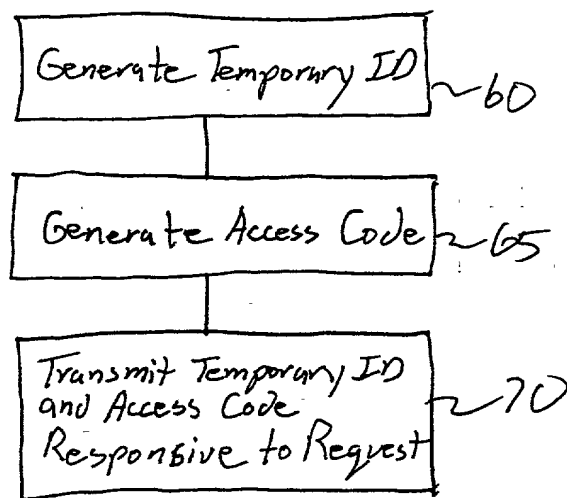 Generate Temporary ID
60
Generate Access Code
65
Transmit Temporary ID
and Access Code
Responsive to Request
70